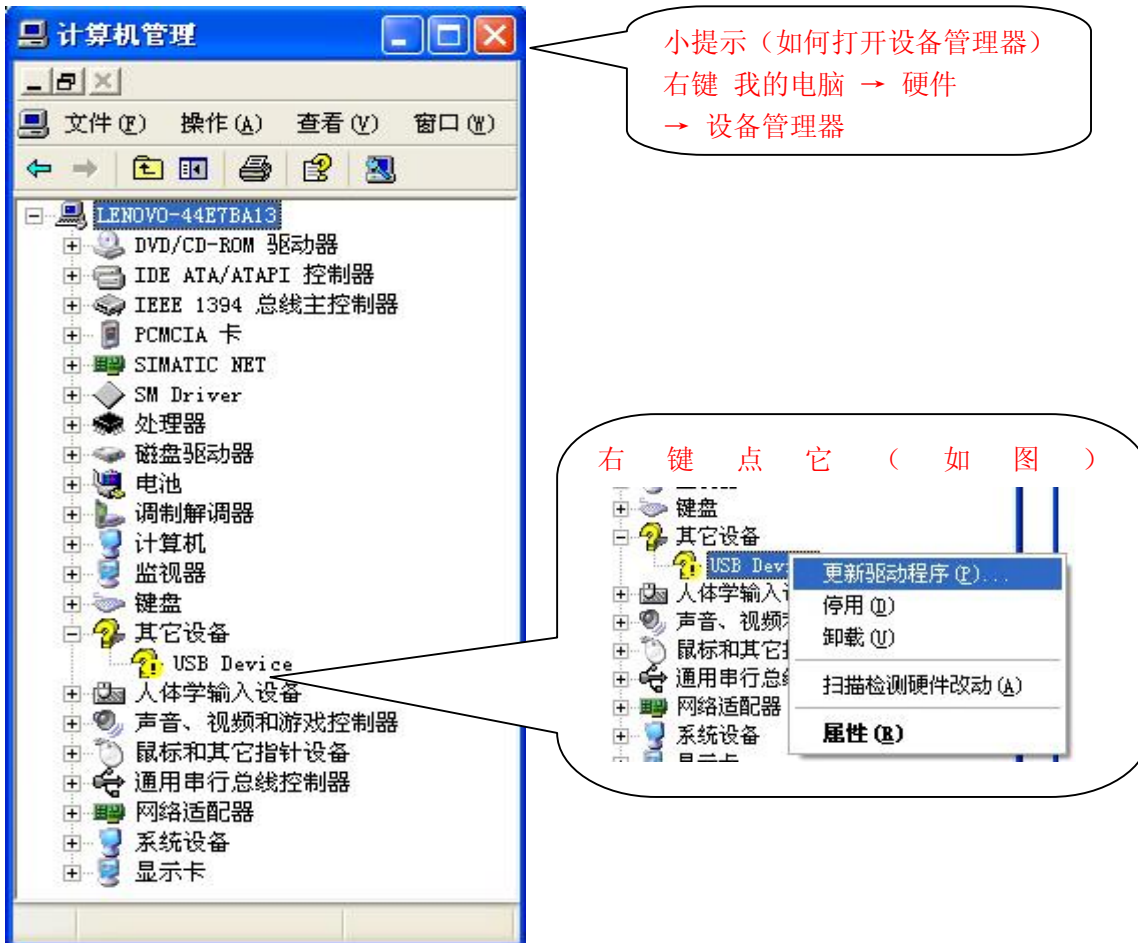 计算机管理
小提示（如何打开设备管理器）
右键 我的电脑 → 硬件
→ 设备管理器
文件(F) 操作(A) 查看(V) 窗口(W)
LENOVO-44E7BA13
DVD/CD-ROM 驱动器
IDE ATA/ATAPI 控制器
IEEE 1394 总线主控制器
PCMCIA 卡
SIMATIC NET
SM Driver
处理器
磁盘驱动器
电池
调制解调器
计算机
监视器
键盘
其它设备
USB Device
人体学输入设备
声音、视频和游戏控制器
鼠标和其它指针设备
通用串行总线控制器
网络适配器
系统设备
显示卡
右键点它（如图）
键盘
其它设备
USB Dev
人体学输入
声音、视频
鼠标和其它
通用串行总
网络适配器
系统设备
更新驱动程序(P)...
停用(D)
卸载(U)
扫描检测硬件改动(A)
属性(R)